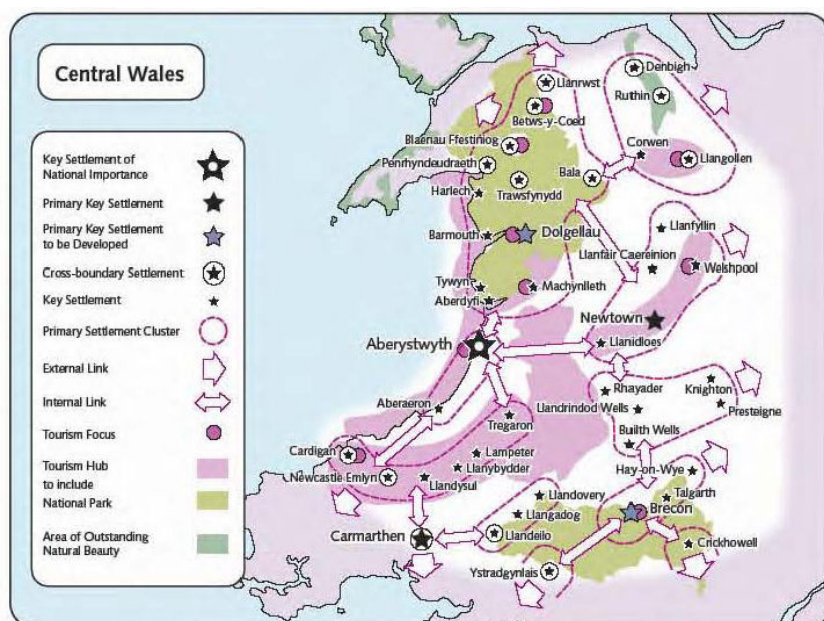 Central Wales
Key Settlement of
National Importance
Primary Key Settlement
Primary Key Settlement
to be Developed
Cross-boundary Settlement
Key Settlement
Primary Settlement Cluster
External Link
Internal Link
Tourism Focus
Tourism Hub
to include
National Park
Area of Outstanding
Natural Beauty
Llanrwst
Denbigh
Ruthin
Betws-y-Coed
Blaenau Ffestiniog
Corwen
Penrhyndeudraeth
Bala
Llangollen
Harlech
Trawsfynydd
Llanfyllin
Barmouth
Dolgellau
Llanfair Caereinion
Welshpool
Tywyn
Machynlleth
Aberdyfi
Newtown
Aberystwyth
Llanidloes
Rhayader
Knighton
Aberaeron
Llandrindod Wells
Presteigne
Tregaron
Builth Wells
Cardigan
Lampeter
Hay-on-Wye
Newcastle Emlyn
Llanybydder
Llandysul
Llandovery
Talgarth
Llangadog
Brecon
Carmarthen
Llandeilo
Crickhowell
Ystradgynlais